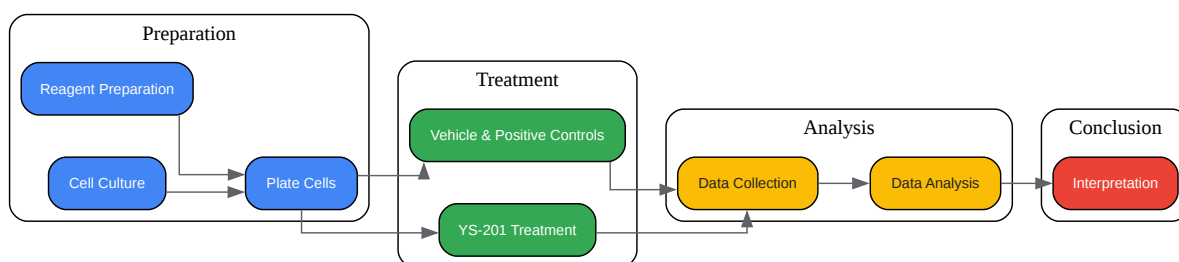 Preparation
Reagent Preparation
Cell Culture
Plate Cells
Treatment
Vehicle & Positive Controls
YS-201 Treatment
Analysis
Data Collection
Data Analysis
Conclusion
Interpretation